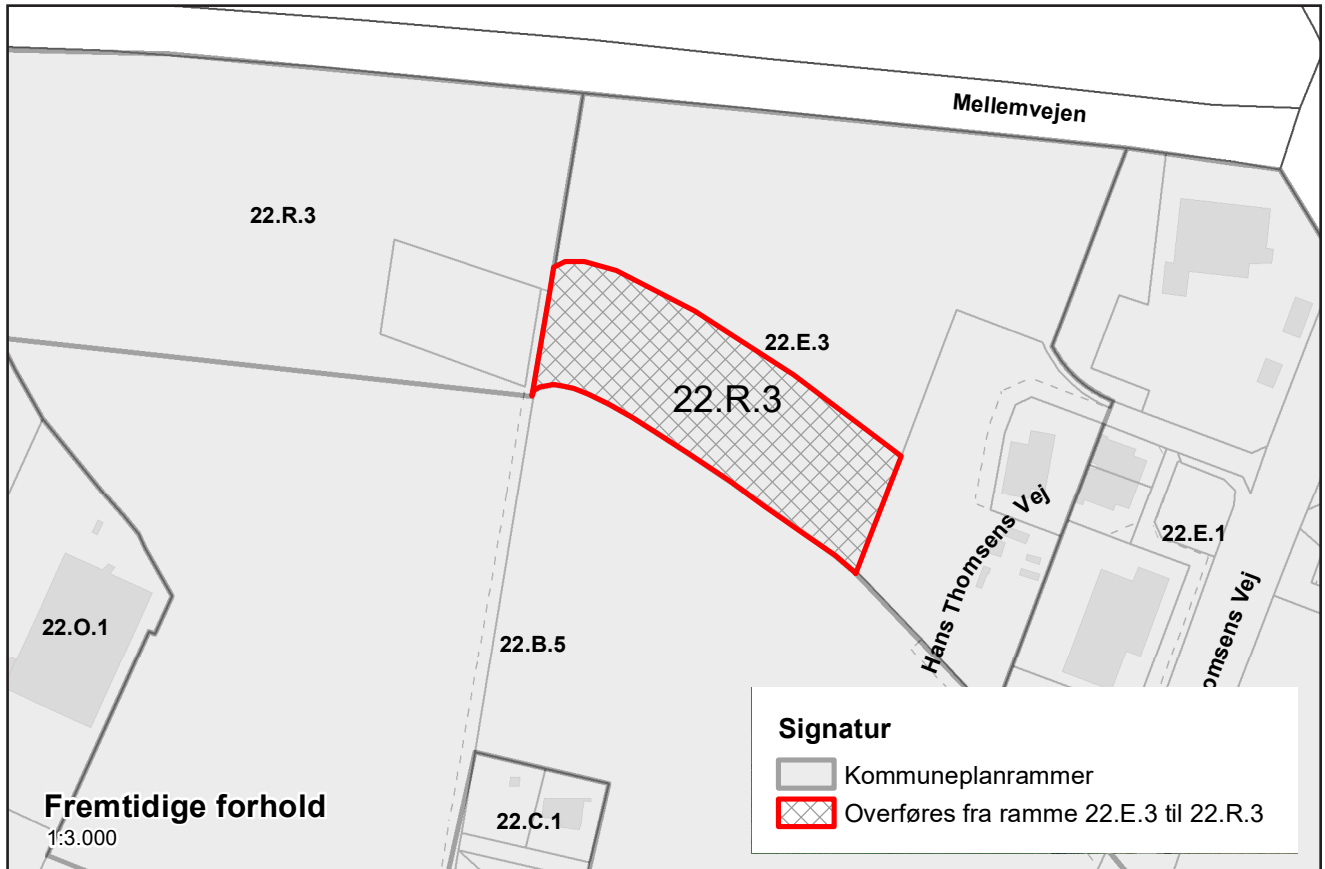 Mellemvejen
22.R.3
22.E.3
22.R.3
Hans Thomsens Vej
22.E.1
omsens Vej
22.O.1
22.B.5
22.C.1
Fremtidige forhold
1:3.000
Signatur
Kommuneplanrammer
Overføres fra ramme 22.E.3 til 22.R.3